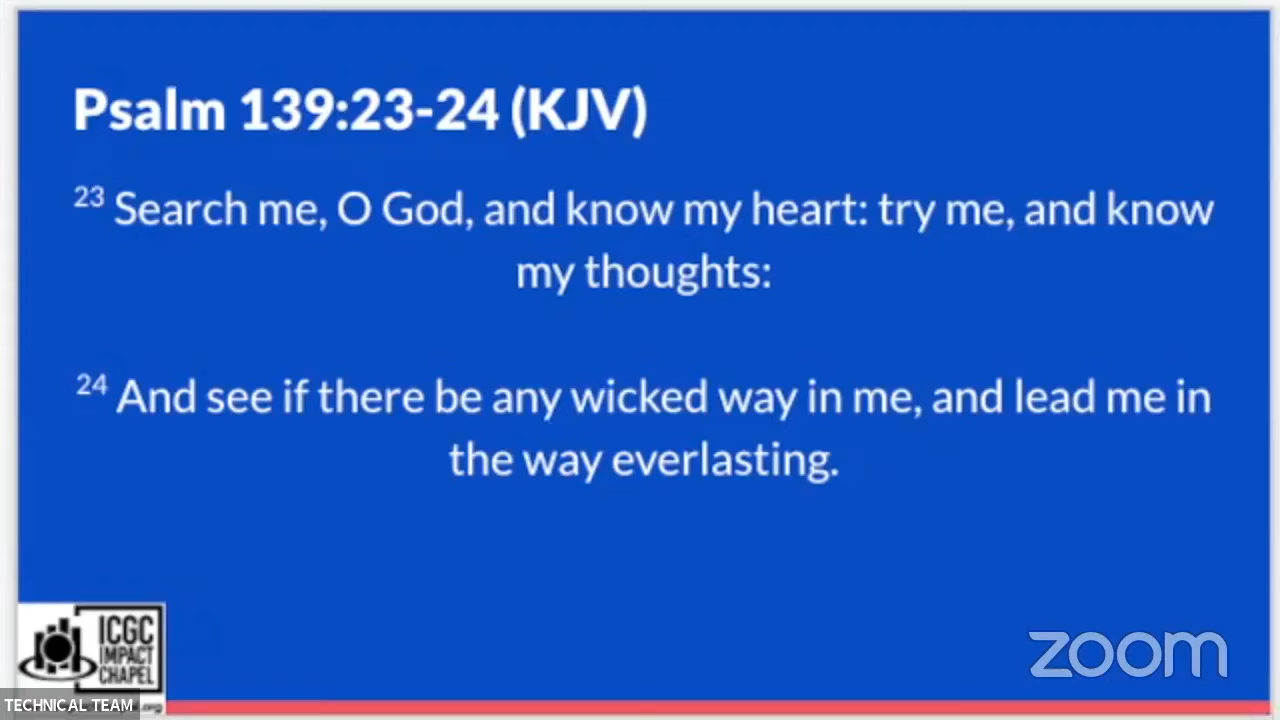 Psalm 139:23-24 (KJV)
23 Search me, O God, and know my heart: try me, and know
my thoughts:
24 And see if there be any wicked way in me, and lead me in
the way everlasting.
ICGC
IMPACT
CHAPEL
zoom
TECHNICAL TEAM